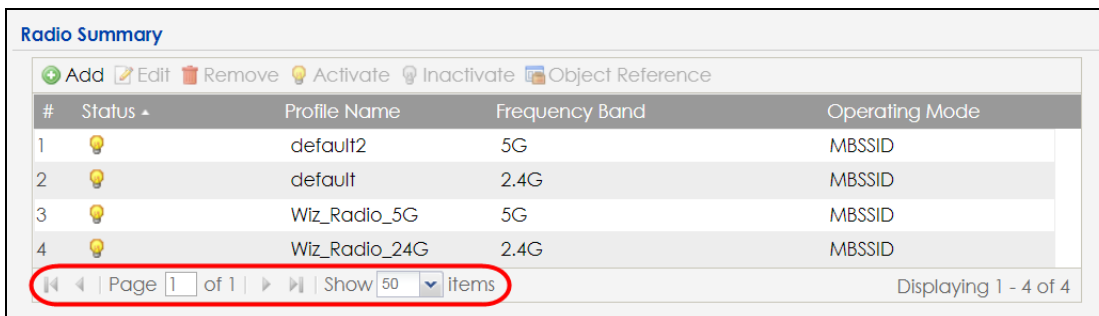 Radio Summary
Add Edit Remove Activate Inactivate Object Reference
# Status Profile Name Frequency Band Operating Mode
1 default2 5G MBSSID
2 default 2.4G MBSSID
3 Wiz_Radio_5G 5G MBSSID
4 Wiz_Radio_24G 2.4G MBSSID
Page 1 of 1 Show 50 items Displaying 1 - 4 of 4